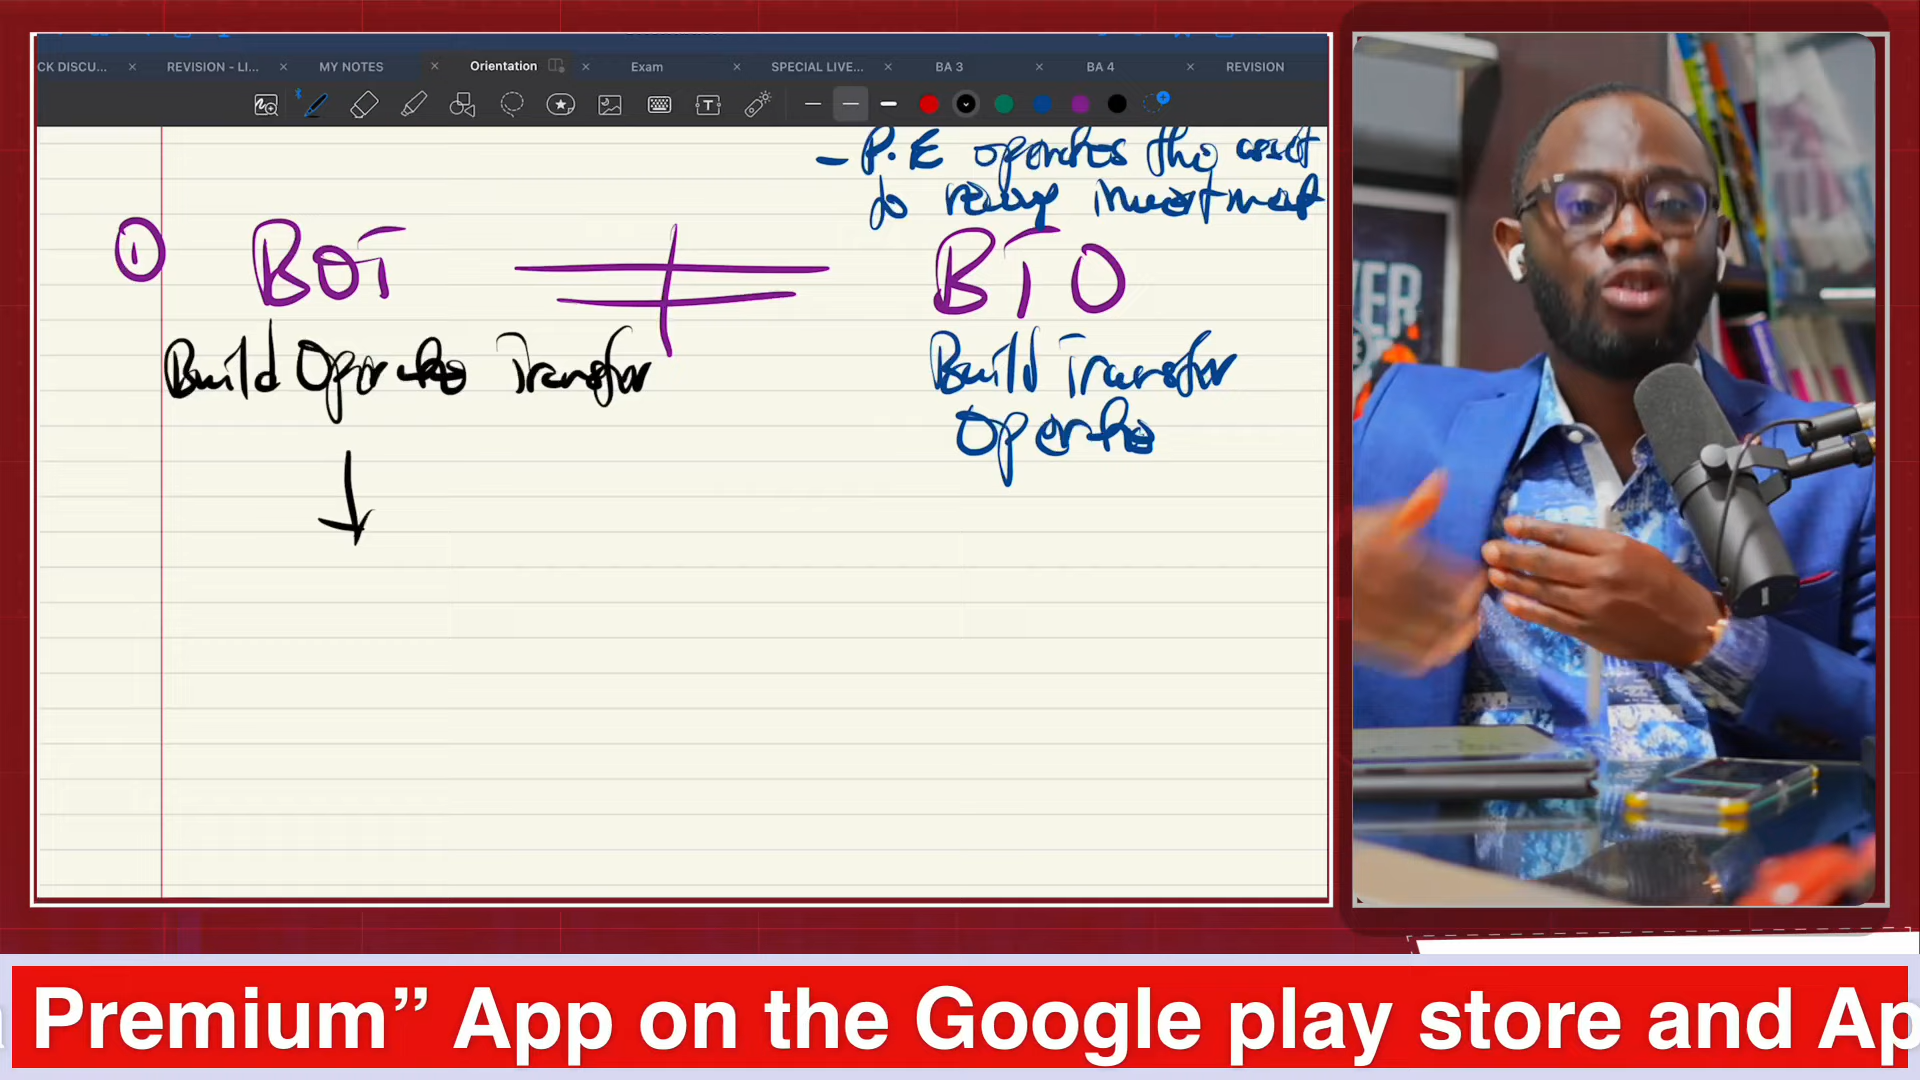 CK DISCU...
REVISION - LI...
MY NOTES
Orientation
Exam
SPECIAL LIVE...
BA 3
BA 4
REVISION
- P.E operates the asset
to recoup investment
① BOT ≠ BTO
Build Operate Transfer
Build Transfer
Operate
Premium” App on the Google play store and Ap